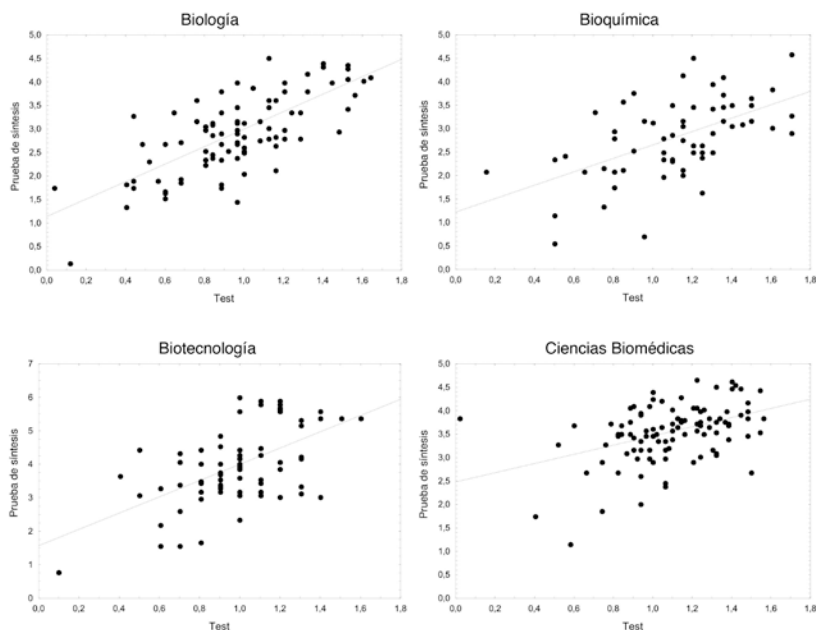 Biología
Prueba de síntesis
5,0
4,5
4,0
3,5
3,0
2,5
2,0
1,5
1,0
0,5
0,0
0,0 0,2 0,4 0,6 0,8 1,0 1,2 1,4 1,6 1,8
Test
Bioquímica
Prueba de síntesis
5,0
4,5
4,0
3,5
3,0
2,5
2,0
1,5
1,0
0,5
0,0
0,0 0,2 0,4 0,6 0,8 1,0 1,2 1,4 1,6 1,8
Test
Biotecnología
Prueba de síntesis
7
6
5
4
3
2
1
0
0,0 0,2 0,4 0,6 0,8 1,0 1,2 1,4 1,6 1,8
Test
Ciencias Biomédicas
Prueba de síntesis
5,0
4,5
4,0
3,5
3,0
2,5
2,0
1,5
1,0
0,5
0,0
0,0 0,2 0,4 0,6 0,8 1,0 1,2 1,4 1,6 1,8
Test